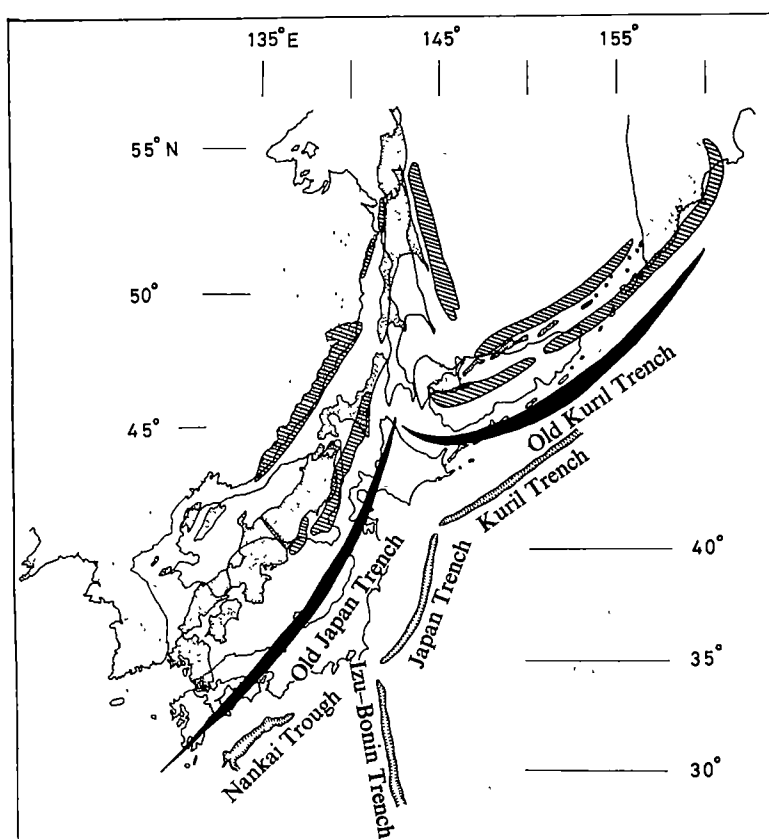 135° E 145° 155°
55° N
50°
45°
Old Kuril Trench
Kuril Trench
40°
Japan Trench
Old Japan Trench
35°
Izu–Bonin Trench
Nankai Trough
30°